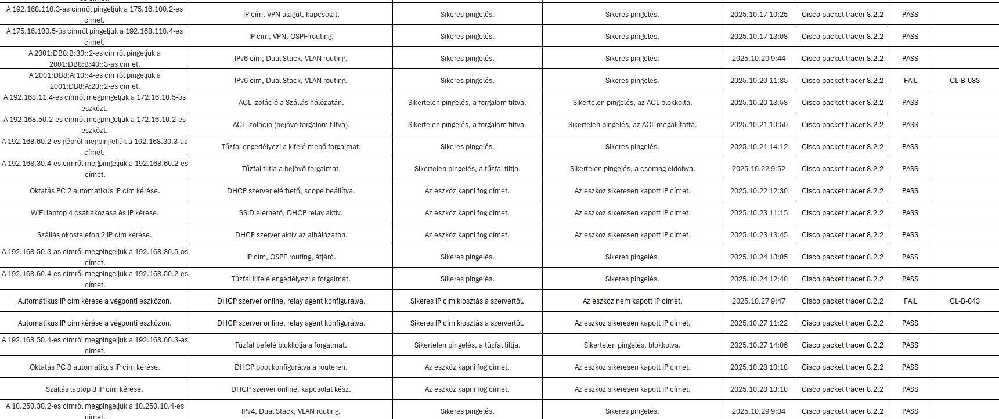 A 192.168.110.3-as címről pingeljük a 175.16.100.2-es
címet.
IP cím, VPN alagút, kapcsolat.
Sikeres pingelés.
Sikeres pingelés.
2025.10.17 10:25
Cisco packet tracer 8.2.2
PASS
A 175.16.100.5-ös címről pingeljük a 192.168.110.4-es
címet.
IP cím, VPN, OSPF routing.
Sikeres pingelés.
Sikeres pingelés.
2025.10.17 13:08
Cisco packet tracer 8.2.2
PASS
A 2001:DB8:B:30::2-es címről pingeljük a
2001:DB8:B:40::3-as címet.
IPv6 cím, Dual Stack, VLAN routing.
Sikeres pingelés.
Sikeres pingelés.
2025.10.20 9:44
Cisco packet tracer 8.2.2
PASS
A 2001:DB8:A:10::4-es címről pingeljük a
2001:DB8:A:20::2-es címet.
IPv6 cím, Dual Stack, VLAN routing.
Sikeres pingelés.
Sikeres pingelés.
2025.10.20 11:35
Cisco packet tracer 8.2.2
FAIL
CL-B-033
A 192.168.11.4-es címről megpingeljük a 172.16.10.5-ös
eszközt.
ACL izoláció a Szállás hálózatán.
Sikertelen pingelés, a forgalom tiltva.
Sikertelen pingelés, az ACL blokkolta.
2025.10.20 13:58
Cisco packet tracer 8.2.2
PASS
A 192.168.50.2-es címről megpingeljük a 172.16.10.2-es
eszközt.
ACL izoláció (bejövo forgalom tiltva).
Sikertelen pingelés, a forgalom tiltva.
Sikertelen pingelés, az ACL megállította.
2025.10.21 10:50
Cisco packet tracer 8.2.2
PASS
A 192.168.60.2-es gépről megpingeljük a 192.168.30.3-as
címet.
Tűzfal engedélyezi a kifelé menő forgalmat.
Sikeres pingelés.
Sikeres pingelés.
2025.10.21 14:12
Cisco packet tracer 8.2.2
PASS
A 192.168.30.4-es címről megpingeljük a 192.168.60.2-es
címet.
Tűzfal tiltja a bejövő forgalmat.
Sikertelen pingelés, a tűzfal tiltja.
Sikertelen pingelés, a csomag eldobva.
2025.10.22 9:52
Cisco packet tracer 8.2.2
PASS
Oktatás PC 2 automatikus IP cím kérése.
DHCP szerver elérhető, scope beállítva.
Az eszköz kapni fog címet.
Az eszköz sikeresen kapott IP címet.
2025.10.22 12:30
Cisco packet tracer 8.2.2
PASS
WiFi laptop 4 csatlakozása és IP kérése.
SSID elérhető, DHCP relay aktív.
Az eszköz kapni fog címet.
Az eszköz sikeresen kapott IP címet.
2025.10.23 11:15
Cisco packet tracer 8.2.2
PASS
Szállás okostelefon 2 IP cím kérése.
DHCP szerver aktív az alhálózaton.
Az eszköz kapni fog címet.
Az eszköz sikeresen kapott IP címet.
2025.10.23 13:45
Cisco packet tracer 8.2.2
PASS
A 192.168.50.3-as címről megpingeljük a 192.168.30.5-ös
címet.
IP cím, OSPF routing, átjáró.
Sikeres pingelés.
Sikeres pingelés.
2025.10.24 10:05
Cisco packet tracer 8.2.2
PASS
A 192.168.60.4-es címről megpingeljük a 192.168.50.2-es
címet.
Tűzfal kifelé engedélyezi a forgalmat.
Sikeres pingelés.
Sikeres pingelés.
2025.10.24 12:40
Cisco packet tracer 8.2.2
PASS
Automatikus IP cím kérése a végponti eszközön.
DHCP szerver online, relay agent konfigurálva.
Sikeres IP cím kiosztás a szervertől.
Az eszköz nem kapott IP címet.
2025.10.27 9:47
Cisco packet tracer 8.2.2
FAIL
CL-B-043
Automatikus IP cím kérése a végponti eszközön.
DHCP szerver online, relay agent konfigurálva.
Sikeres IP cím kiosztás a szervertől.
Az eszköz sikeresen kapott IP címet.
2025.10.27 11:22
Cisco packet tracer 8.2.2
PASS
A 192.168.50.4-es címről megpingeljük a 192.168.60.3-as
címet.
Tűzfal befelé blokkolja a forgalmat.
Sikertelen pingelés, a tűzfal tiltja.
Sikertelen pingelés, blokkolva.
2025.10.27 14:06
Cisco packet tracer 8.2.2
PASS
Oktatás PC 8 automatikus IP cím kérése.
DHCP pool konfigurálva a routeren.
Az eszköz kapni fog címet.
Az eszköz sikeresen kapott IP címet.
2025.10.28 10:18
Cisco packet tracer 8.2.2
PASS
Szállás laptop 3 IP cím kérése.
DHCP szerver online, kapcsolat kész.
Az eszköz kapni fog címet.
Az eszköz sikeresen kapott IP címet.
2025.10.28 13:10
Cisco packet tracer 8.2.2
PASS
A 10.250.30.2-es címről megpingeljük a 10.250.10.4-es
címet.
IPv4, Dual Stack, VLAN routing.
Sikeres pingelés.
Sikeres pingelés.
2025.10.29 9:34
Cisco packet tracer 8.2.2
PASS